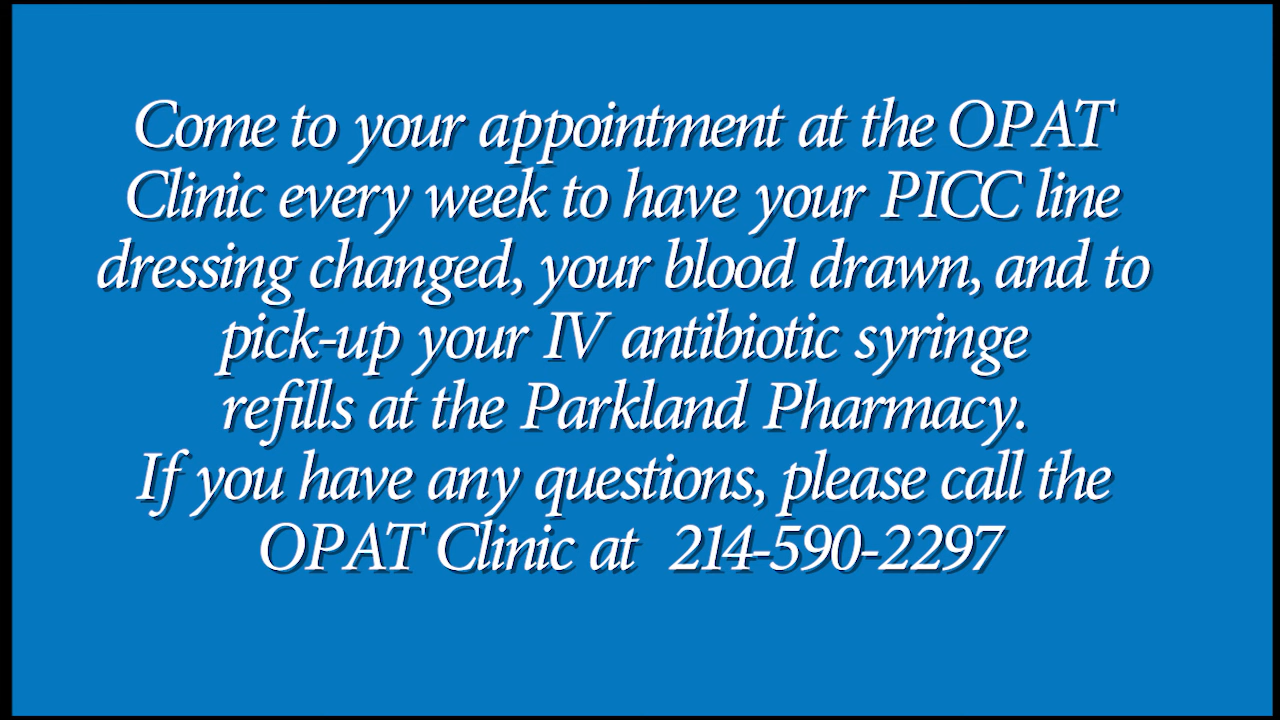 Come to your appointment at the OPAT
Clinic every week to have your PICC line
dressing changed, your blood drawn, and to
pick-up your IV antibiotic syringe
refills at the Parkland Pharmacy.
If you have any questions, please call the
OPAT Clinic at  214-590-2297